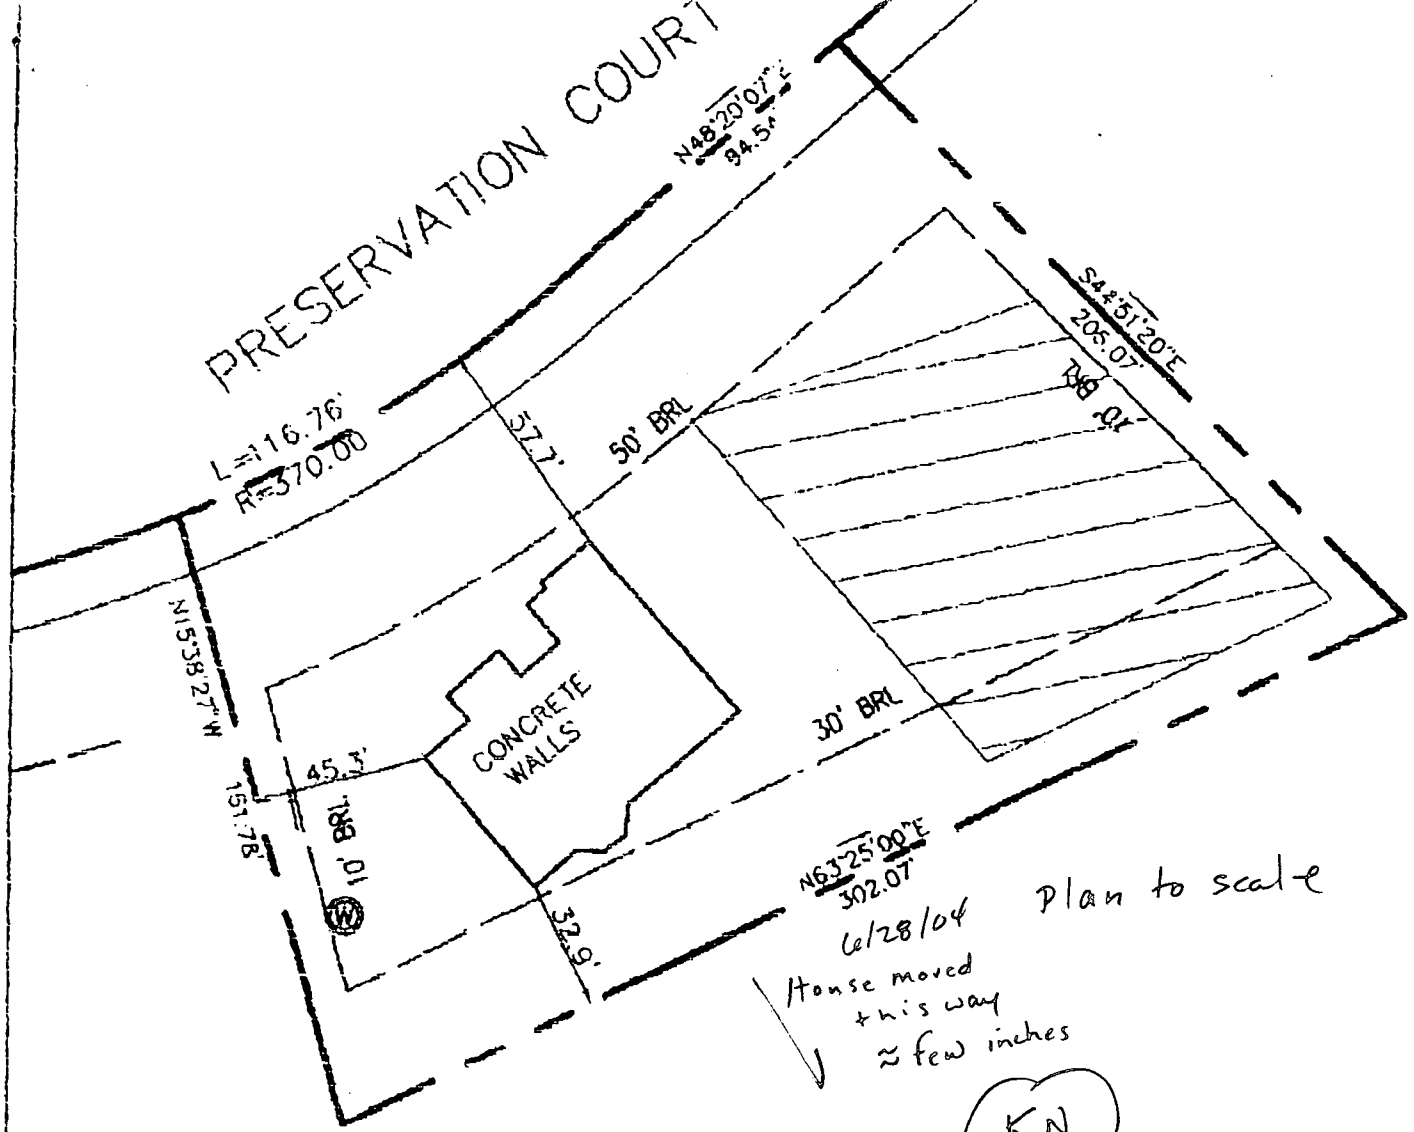 PRESERVATION COURT
N48°20'07"E
94.54'
L=116.76'
R=370.00
57.7'
50' BRL
S44°51'20"E
205.07'
10' BRL
N15°38'27"W
151.78'
45.3'
10' BRL
W
CONCRETE
WALLS
30' BRL
32.9'
N63°25'00"E
302.07'
6/28/04 Plan to scale
House moved
this way
≈ few inches
KN